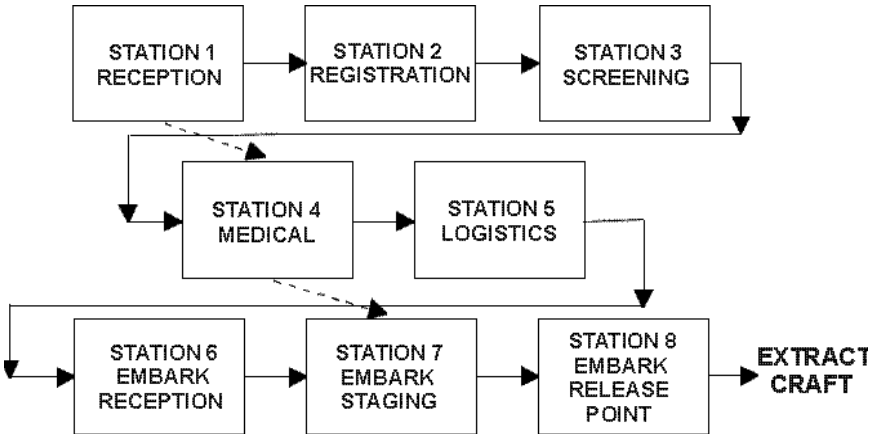 STATION 1
RECEPTION
STATION 2
REGISTRATION
STATION 3
SCREENING
STATION 4
MEDICAL
STATION 5
LOGISTICS
STATION 6
EMBARK
RECEPTION
STATION 7
EMBARK
STAGING
STATION 8
EMBARK
RELEASE
POINT
EXTRACT
CRAFT